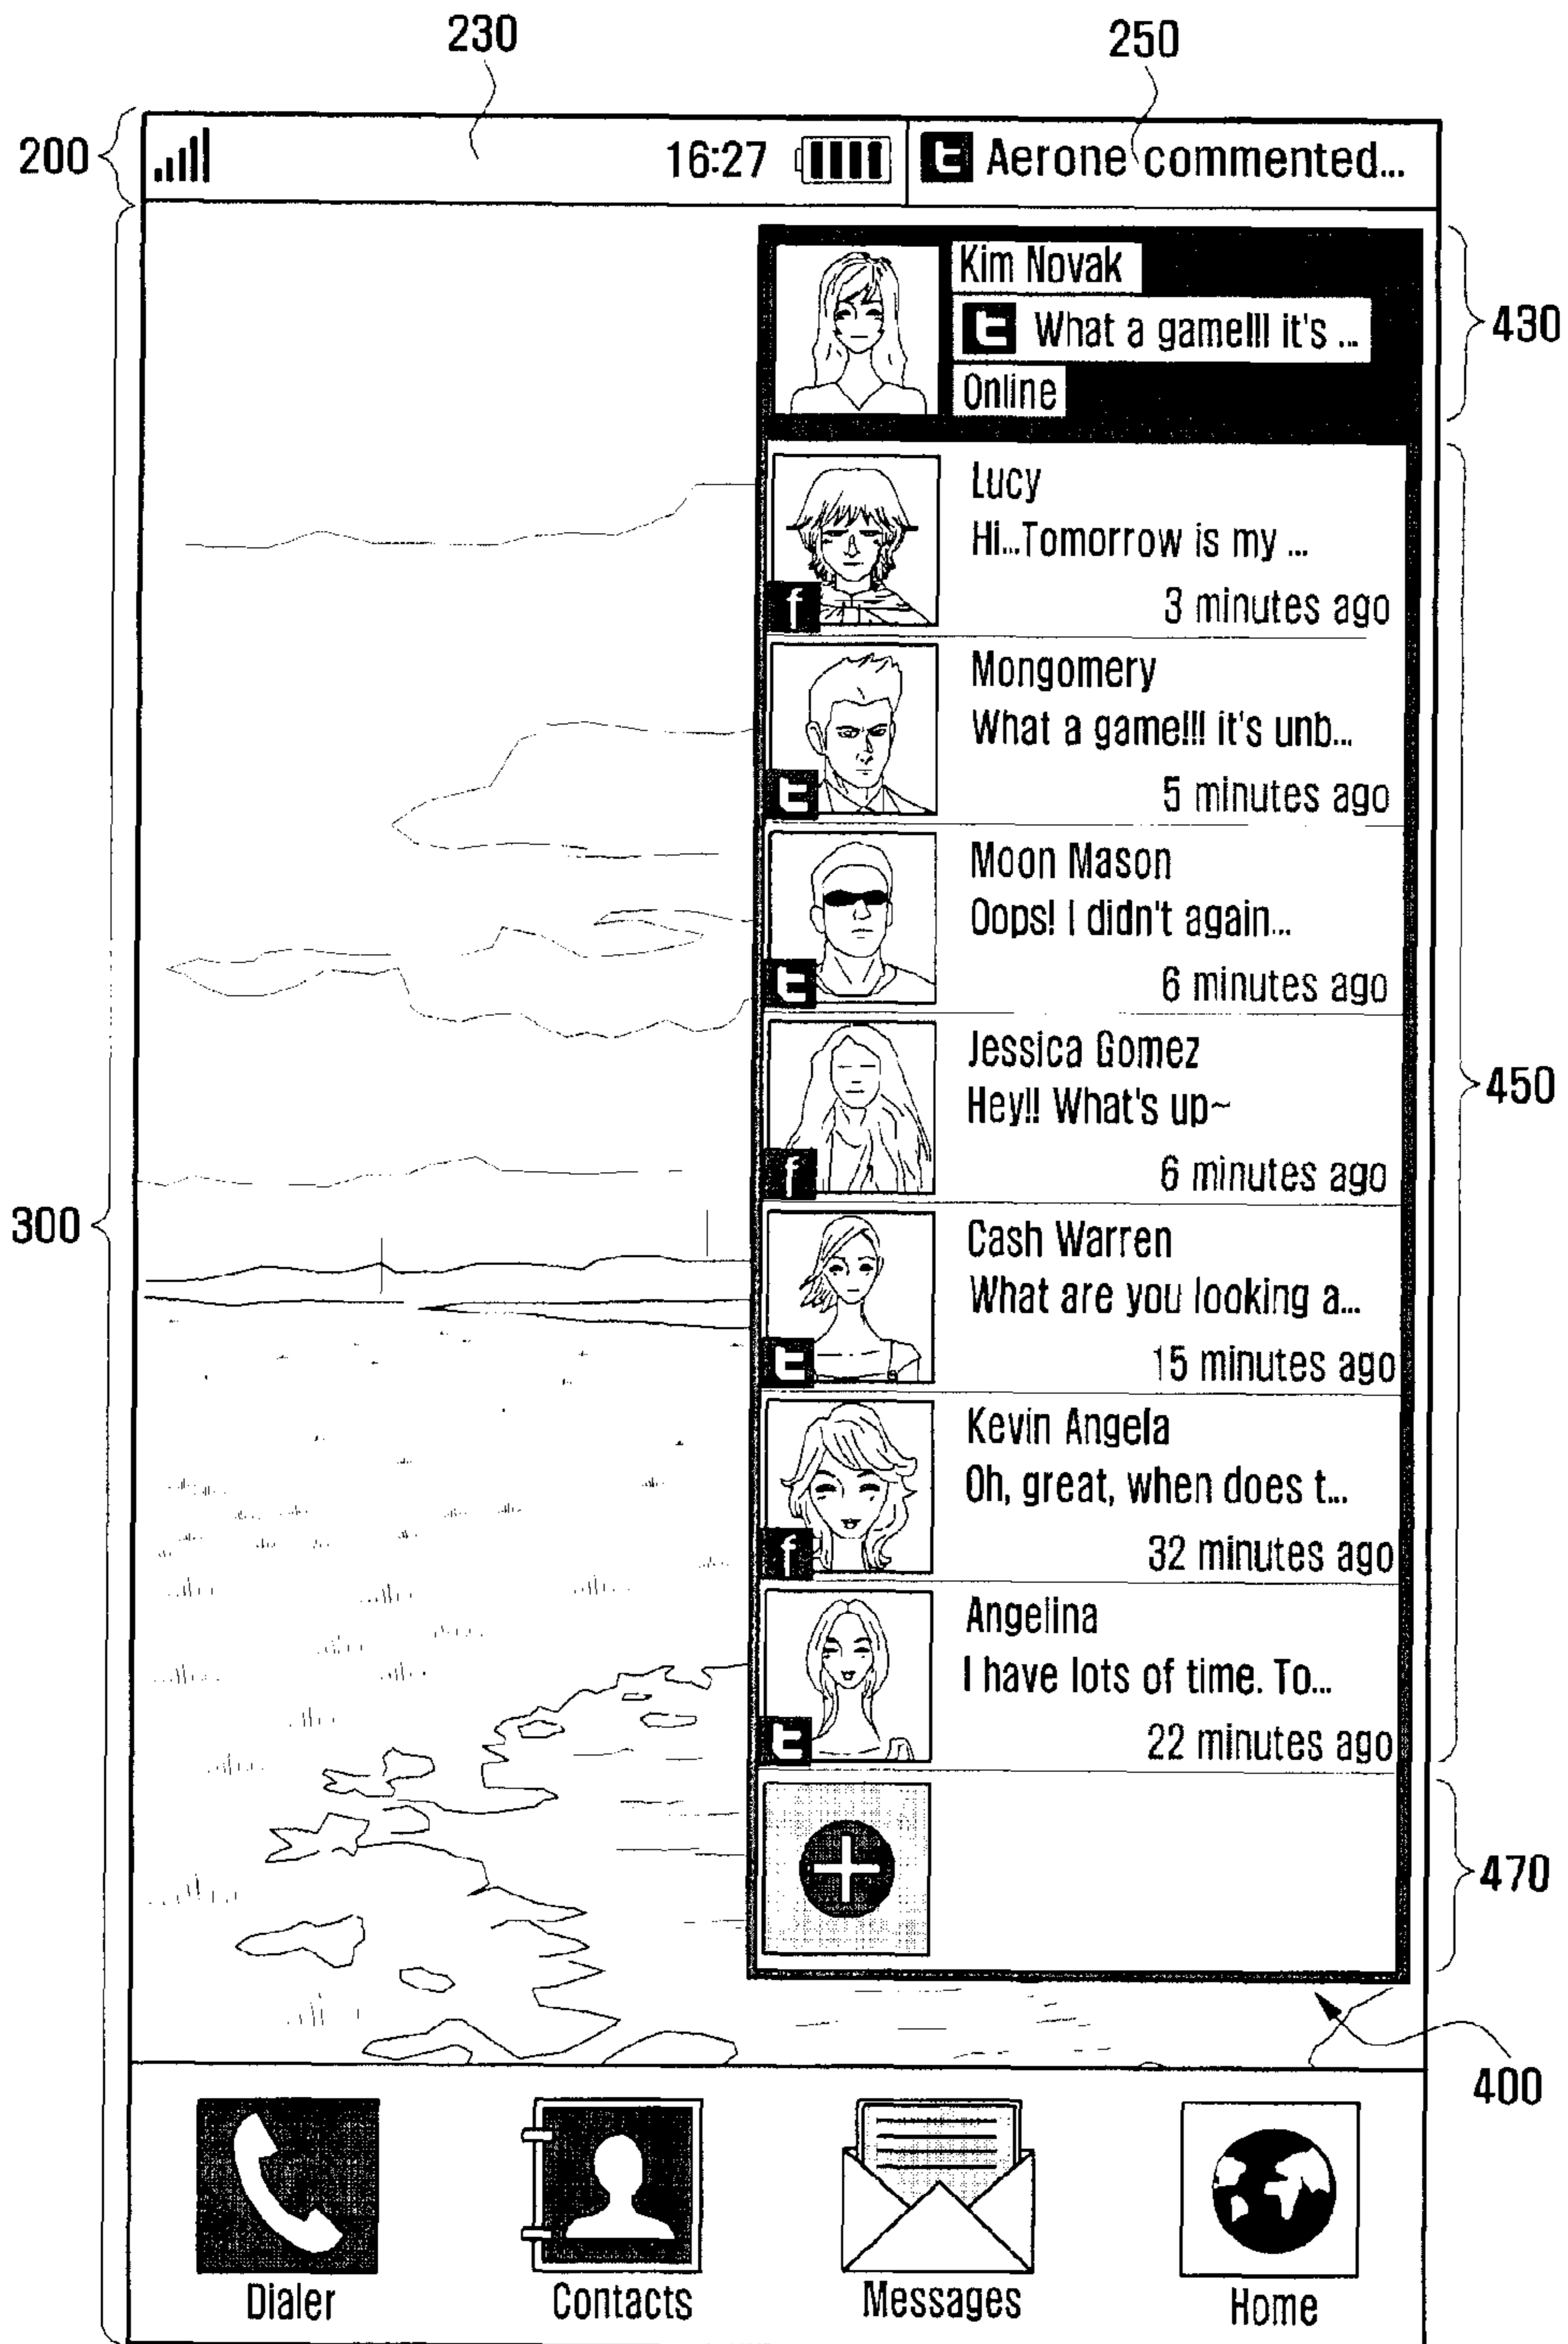 230
250
200
16:27
t Aerone commented...
Kim Novak
t What a game!!! it's ...
Online
430
Lucy
Hi...Tomorrow is my ...
3 minutes ago
f
Mongomery
What a game!!! it's unb...
5 minutes ago
t
Moon Mason
Oops! I didn't again...
6 minutes ago
t
Jessica Gomez
Hey!! What's up~
6 minutes ago
f
450
300
Cash Warren
What are you looking a...
15 minutes ago
t
Kevin Angela
Oh, great, when does t...
32 minutes ago
f
Angelina
I have lots of time. To...
22 minutes ago
t
470
400
Dialer
Contacts
Messages
Home